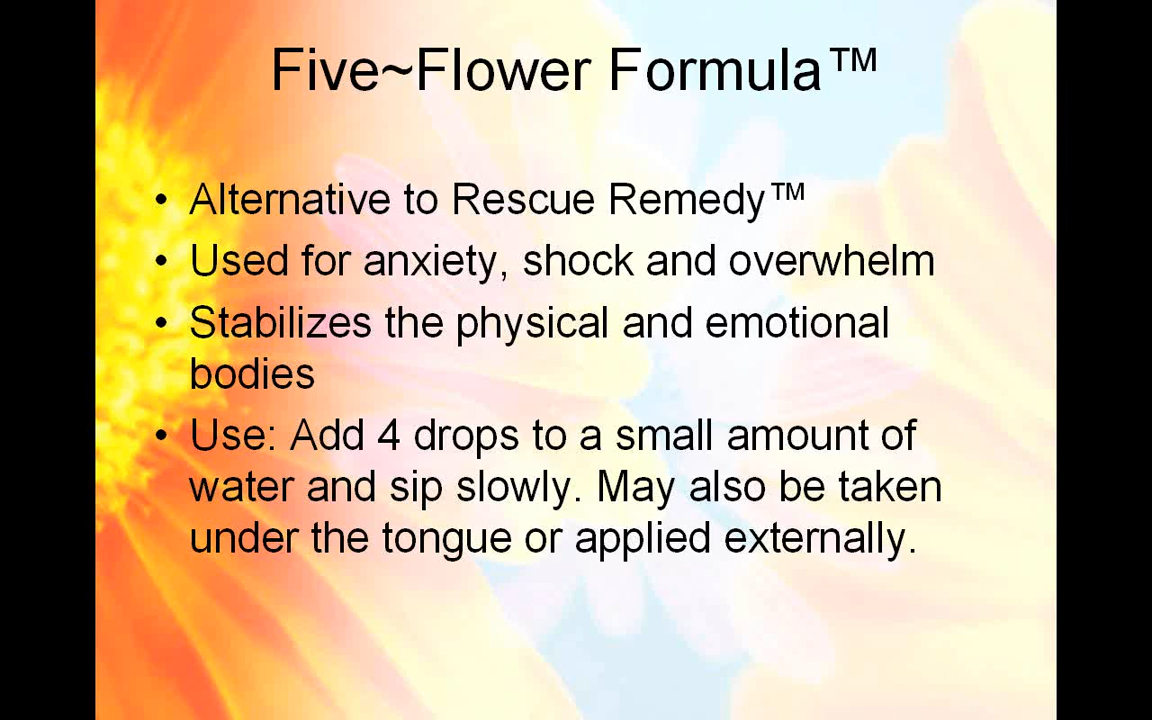 Five~Flower Formula™
• Alternative to Rescue Remedy™
• Used for anxiety, shock and overwhelm
• Stabilizes the physical and emotional
bodies
• Use: Add 4 drops to a small amount of
water and sip slowly. May also be taken
under the tongue or applied externally.